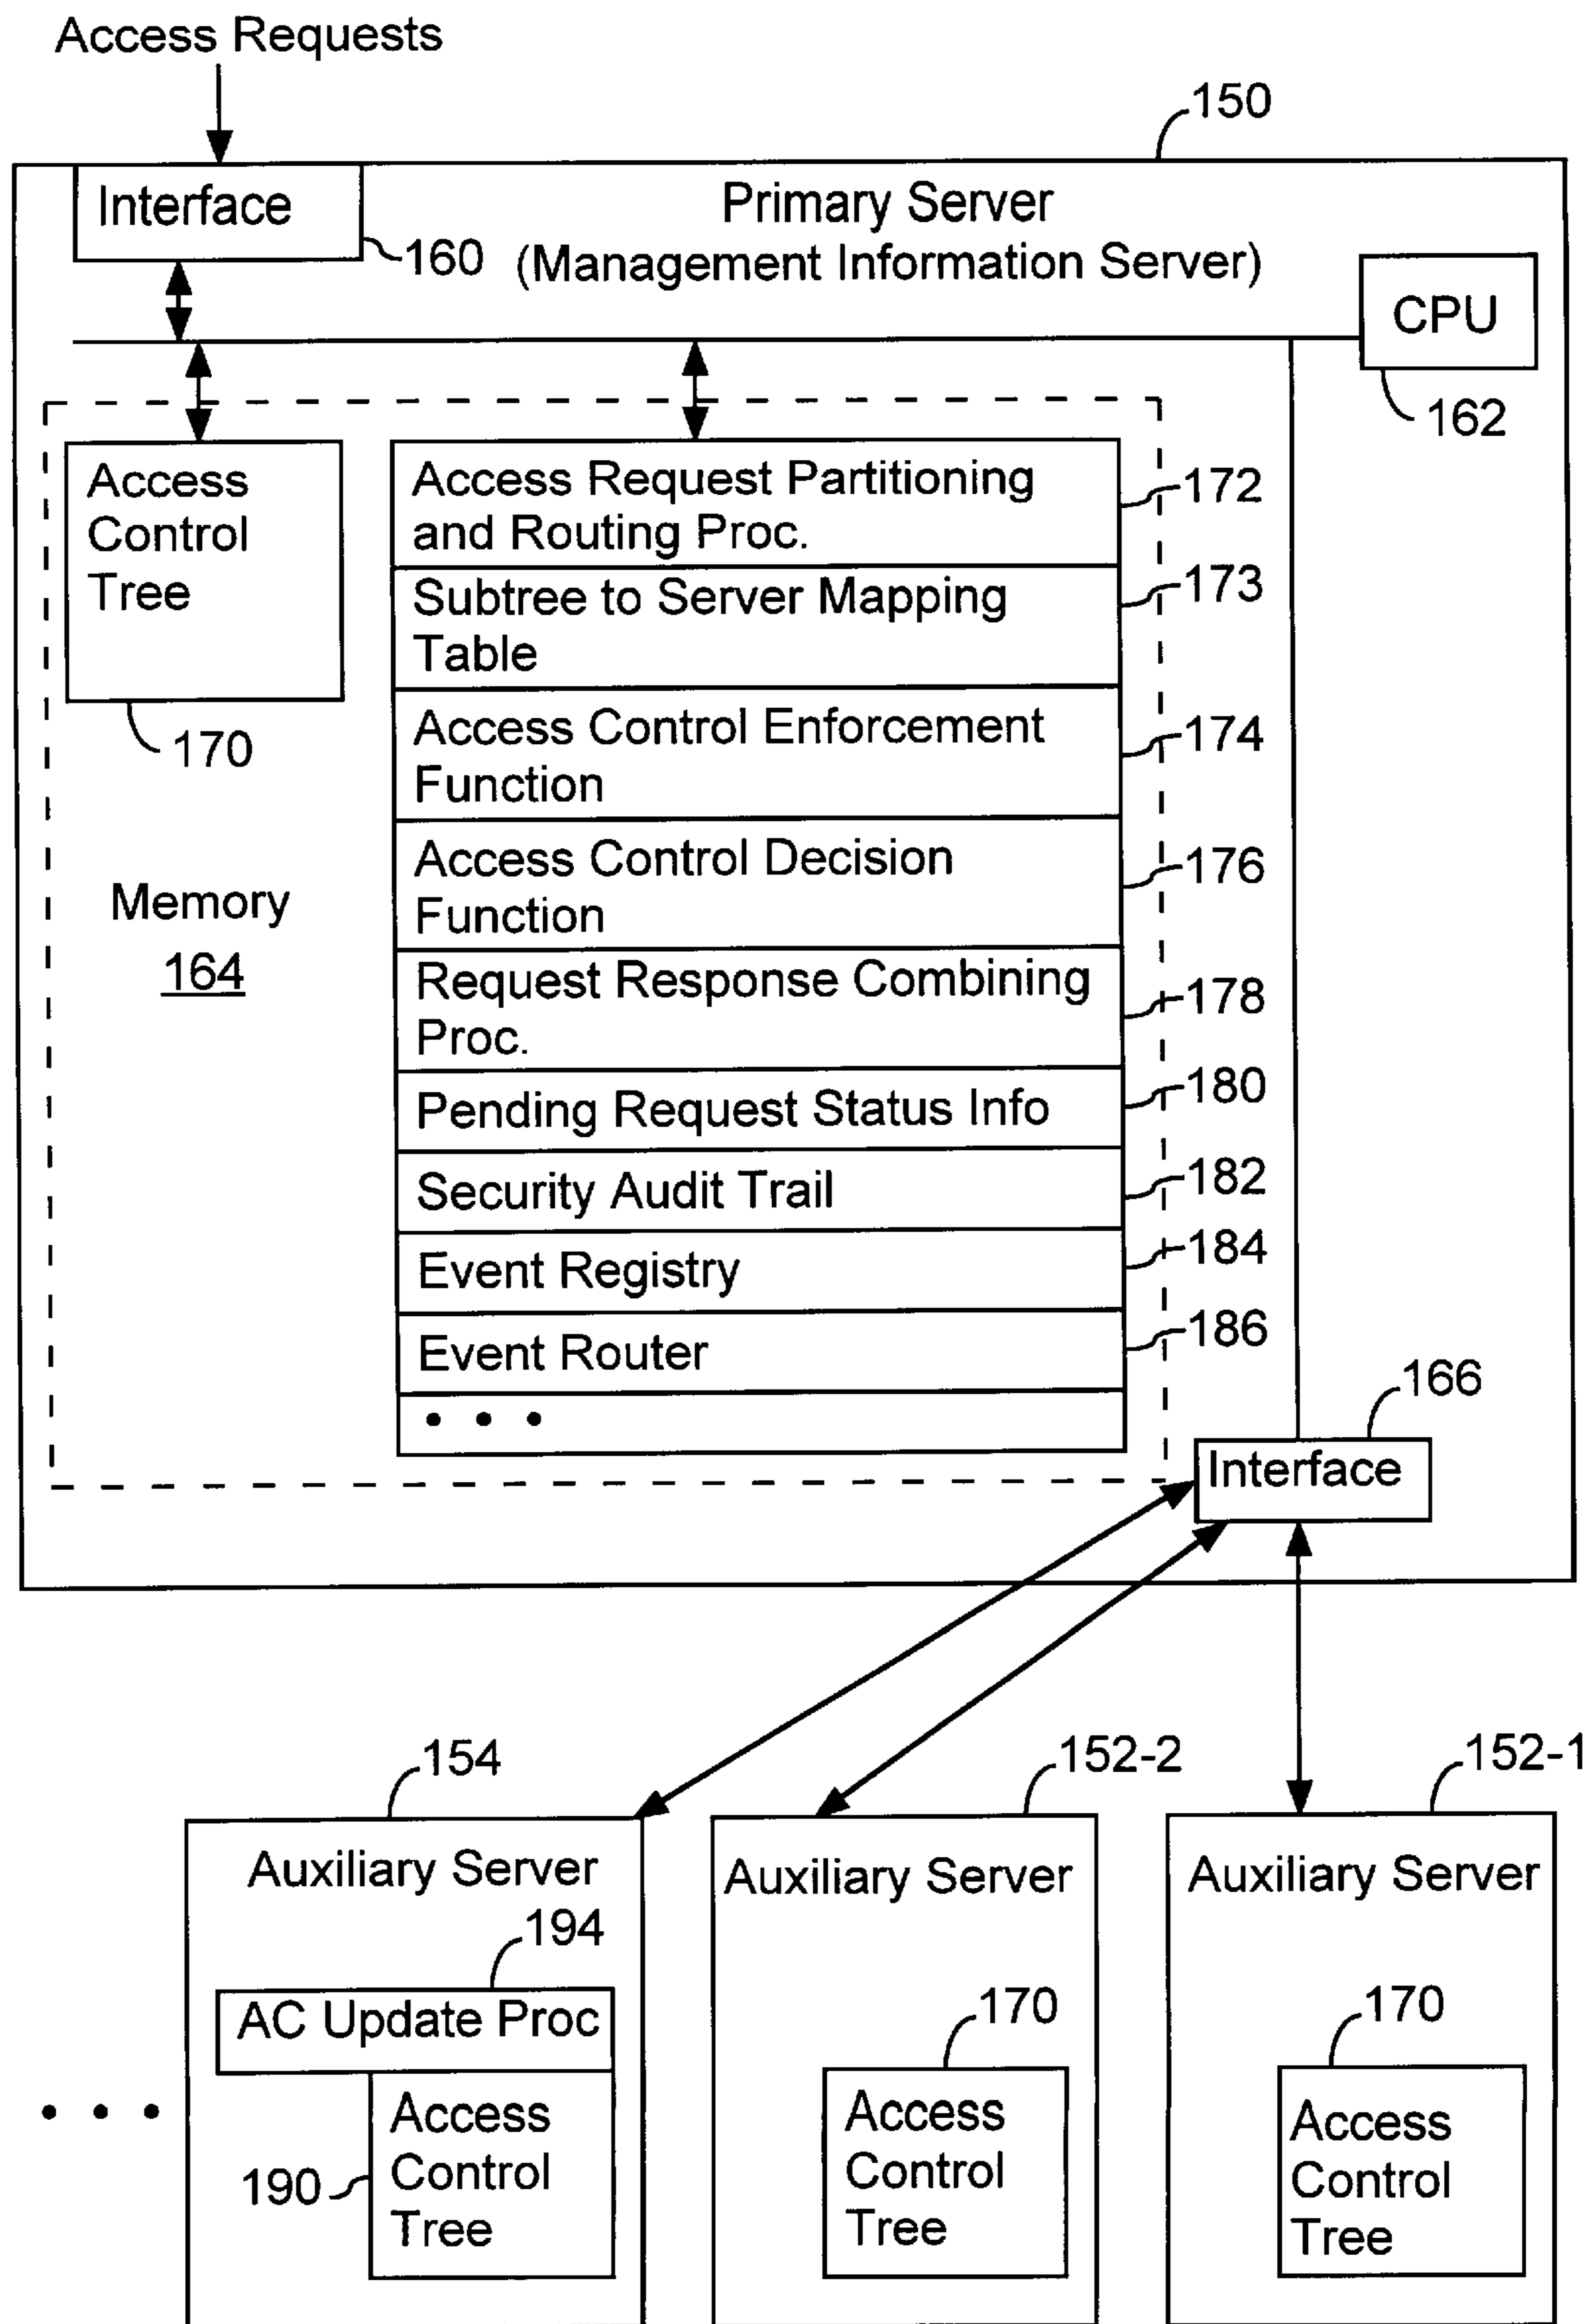 Access Requests
150
Interface
Primary Server
160
(Management Information Server)
CPU
162
Access
Control
Tree
170
Access Request Partitioning
and Routing Proc.
172
Subtree to Server Mapping
Table
173
Access Control Enforcement
Function
174
Access Control Decision
Function
176
Memory
164
Request Response Combining
Proc.
178
Pending Request Status Info
180
Security Audit Trail
182
Event Registry
184
Event Router
186
• • •
166
Interface
154
152-2
152-1
Auxiliary Server
194
AC Update Proc
Access
Control
Tree
190
Auxiliary Server
170
Access
Control
Tree
Auxiliary Server
170
Access
Control
Tree
• • •